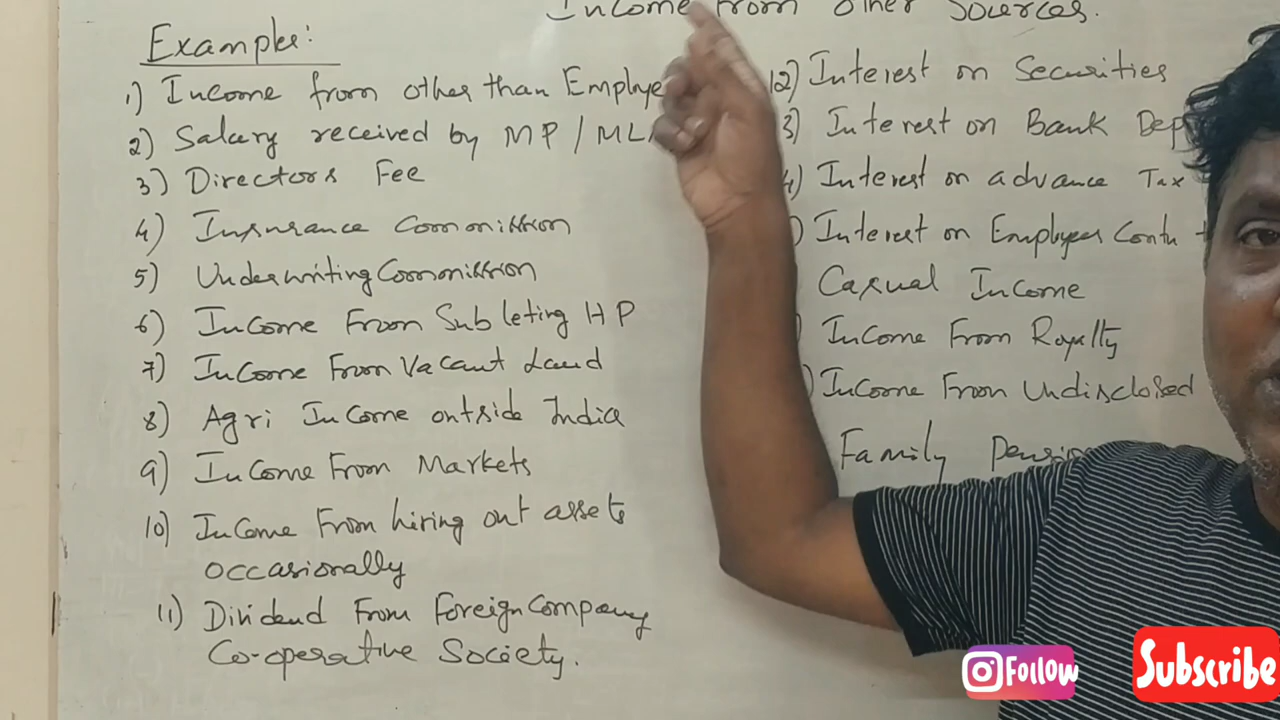 Income From Other Sources.
Examples:
1) Income from other than Employe
2) Salary received by MP / ML
3) Directors Fee
4) Insurance Commission
5) Underwriting Commission
6) Income From Subleting HP
7) Income From Vacant Land
8) Agri Income outside India
9) Income From Markets
10) Income From hiring out assets
occasionally
11) Dividend From Foreign Company
Co-operative Society.
12) Interest on Securities
3) Interest on Bank Dep
4) Interest on advance Tax
) Interest on Employees Contn
Casual Income
) Income From Royalty
) Income From Undisclosed
Family Pension
Follow
Subscribe